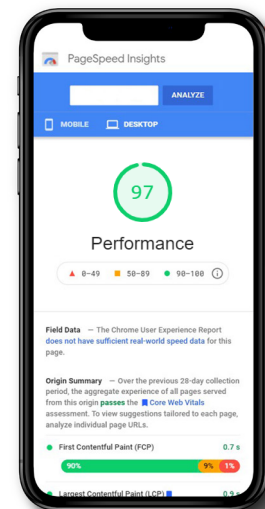 PageSpeed Insights
ANALYZE
MOBILE DESKTOP
97
Performance
0–49 50–89 90–100
Field Data — The Chrome User Experience Report
does not have sufficient real-world speed data for this
page.
Origin Summary — Over the previous 28-day collection
period, the aggregate experience of all pages served
from this origin passes the Core Web Vitals
assessment. To view suggestions tailored to each page,
analyze individual page URLs.
First Contentful Paint (FCP) 0.7 s
90% 9% 1%
Largest Contentful Paint (LCP) 0.9 s